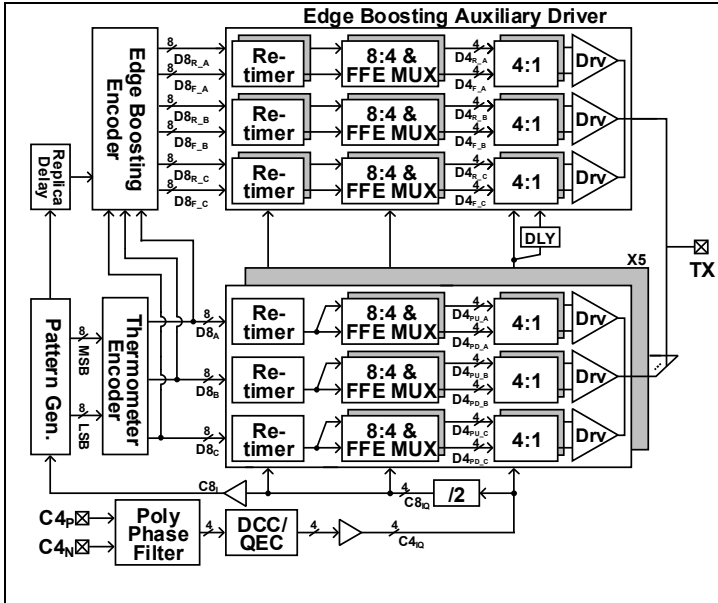 Edge Boosting Auxiliary Driver
Edge Boosting
Encoder
Replica
Delay
8
D8R_A
8
D8F_A
8
D8R_B
8
D8F_B
8
D8R_C
8
D8F_C
Re-
timer
8:4 &
FFE MUX
4
D4R_A
4
D4F_A
4:1
Drv
Re-
timer
8:4 &
FFE MUX
4
D4R_B
4
D4F_B
4:1
Drv
Re-
timer
8:4 &
FFE MUX
4
D4R_C
4
D4F_C
4:1
Drv
DLY
X5
TX
Pattern Gen.
8
MSB
8
LSB
Thermometer
Encoder
8
D8A
8
D8B
8
D8C
Re-
timer
8:4 &
FFE MUX
4
D4PU_A
4
D4PD_A
4:1
Drv
Re-
timer
8:4 &
FFE MUX
4
D4PU_B
4
D4PD_B
4:1
Drv
Re-
timer
8:4 &
FFE MUX
4
D4PU_C
4
D4PD_C
4:1
Drv
C8I
4
C8IQ
/2
C4P
C4N
Poly
Phase
Filter
4
DCC/
QEC
4
4
C4IQ